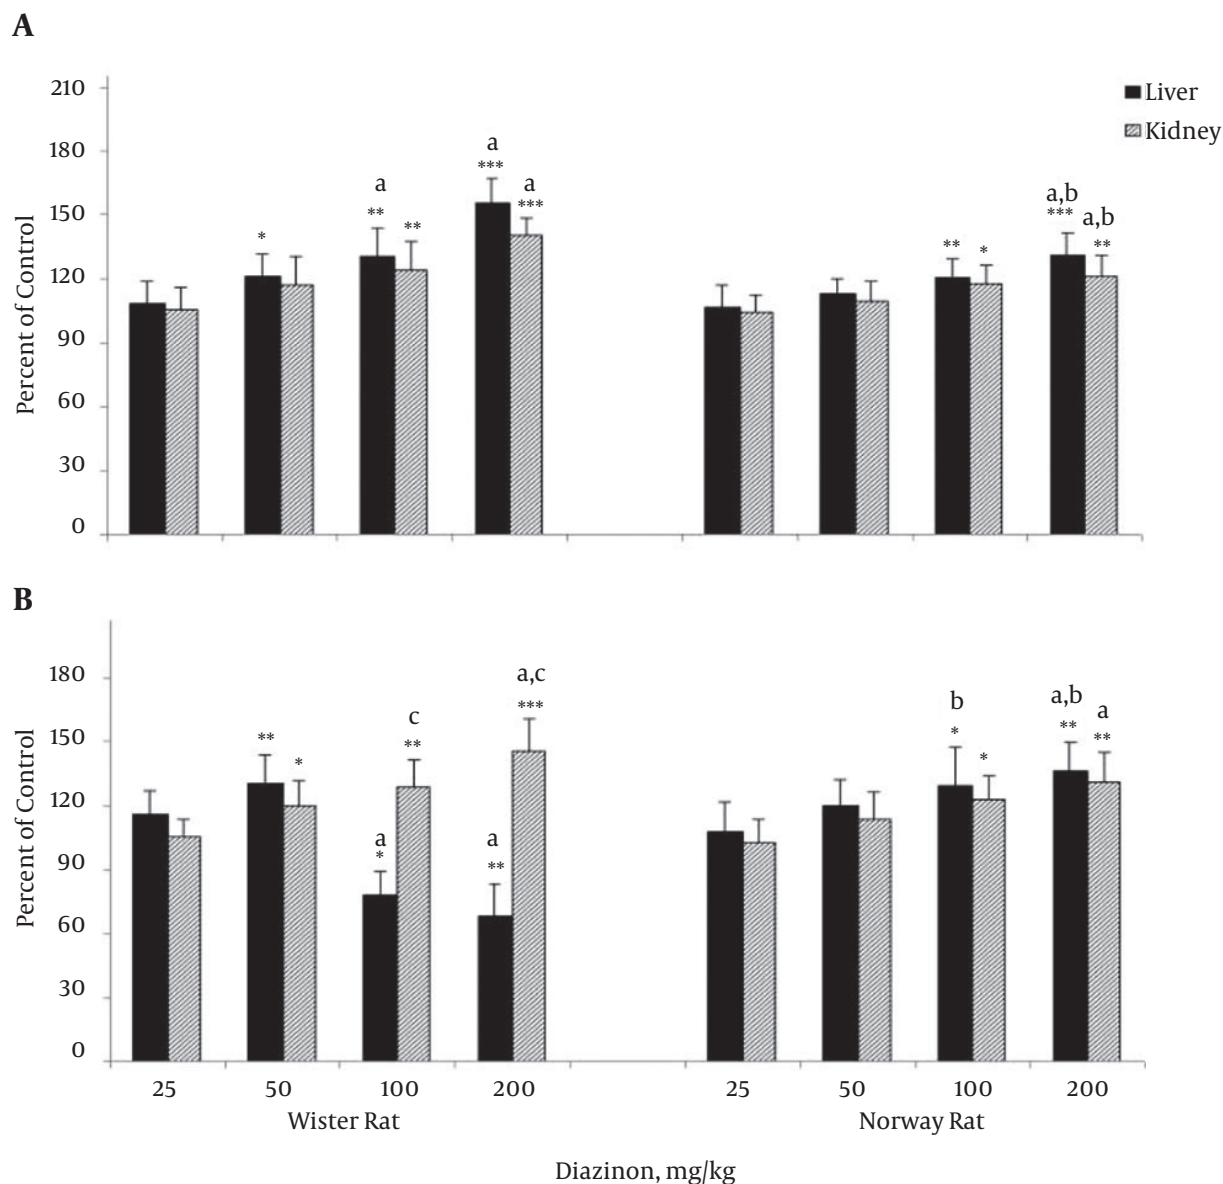 A
210
180
150
120
90
60
30
0
Percent of Control
Liver
Kidney
*
a
**
**
a
***
a
***
**
*
a,b
***
a,b
**
B
180
150
120
90
60
30
0
Percent of Control
**
*
a
*
c
**
a
**
a,c
***
b
*
*
a,b
**
a
**
25 50 100 200 25 50 100 200
Wister Rat Norway Rat
Diazinon, mg/kg